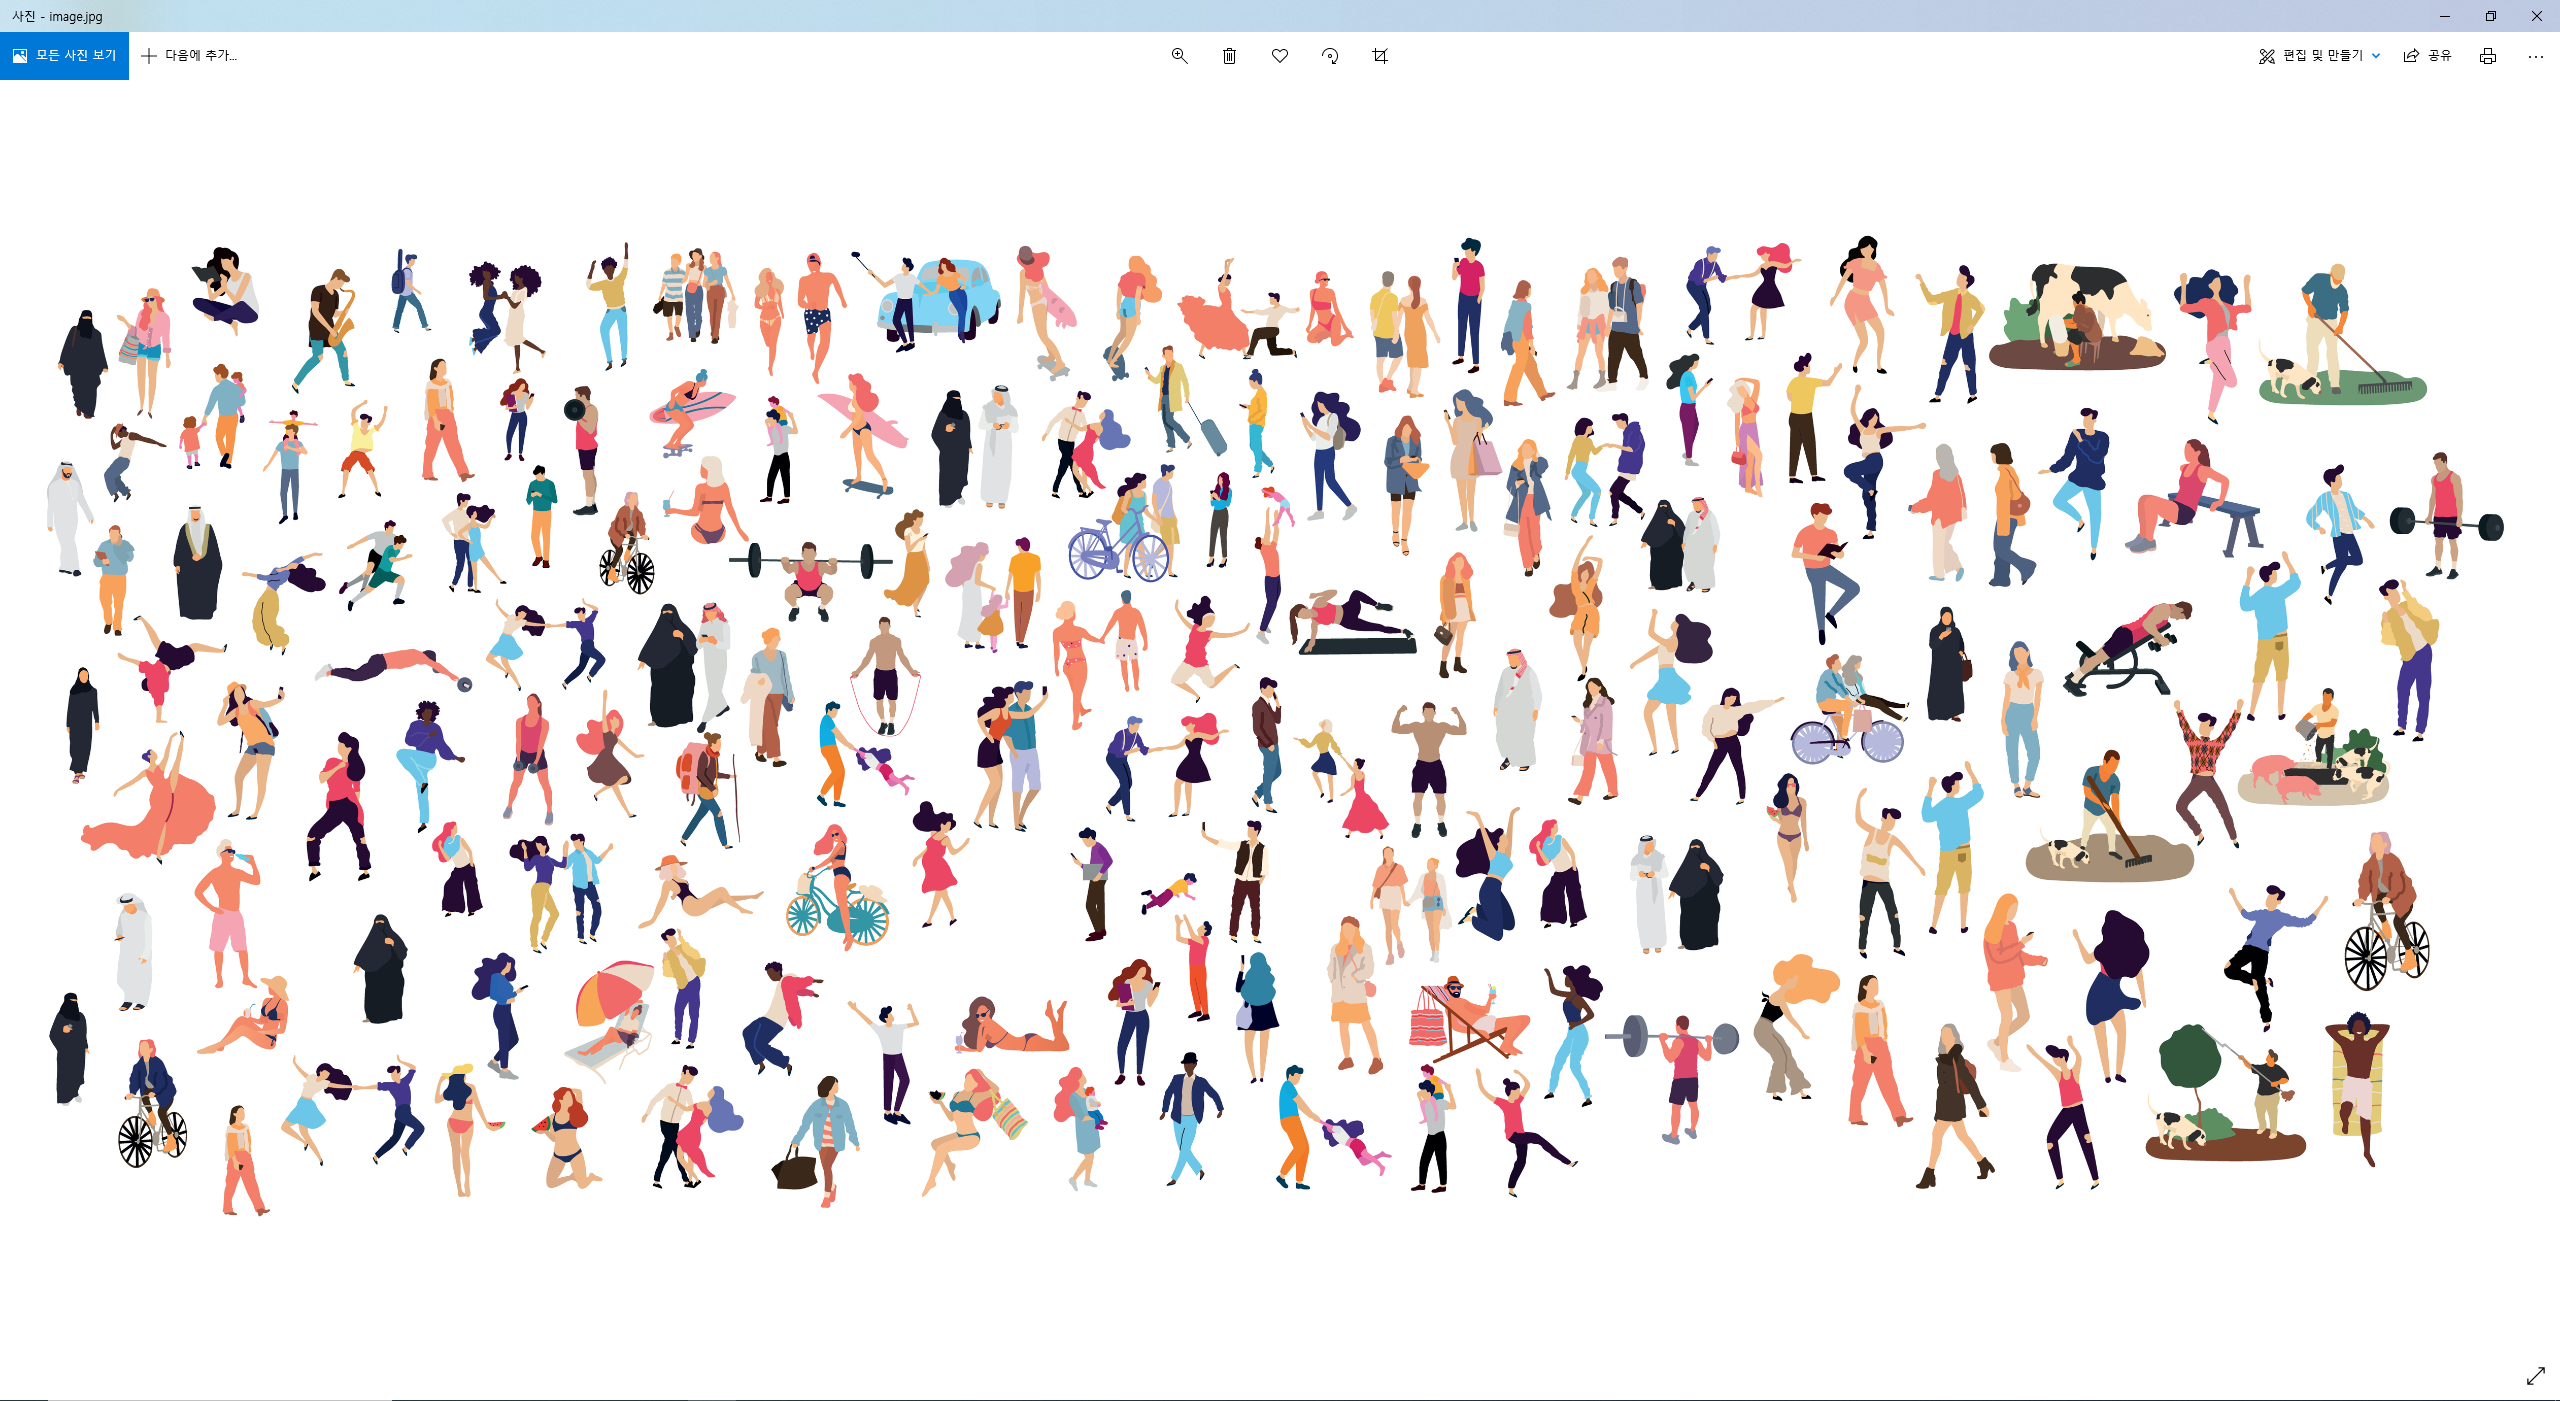 사진 - image.jpg
모든 사진 보기
다음에 추가...
편집 및 만들기
공유